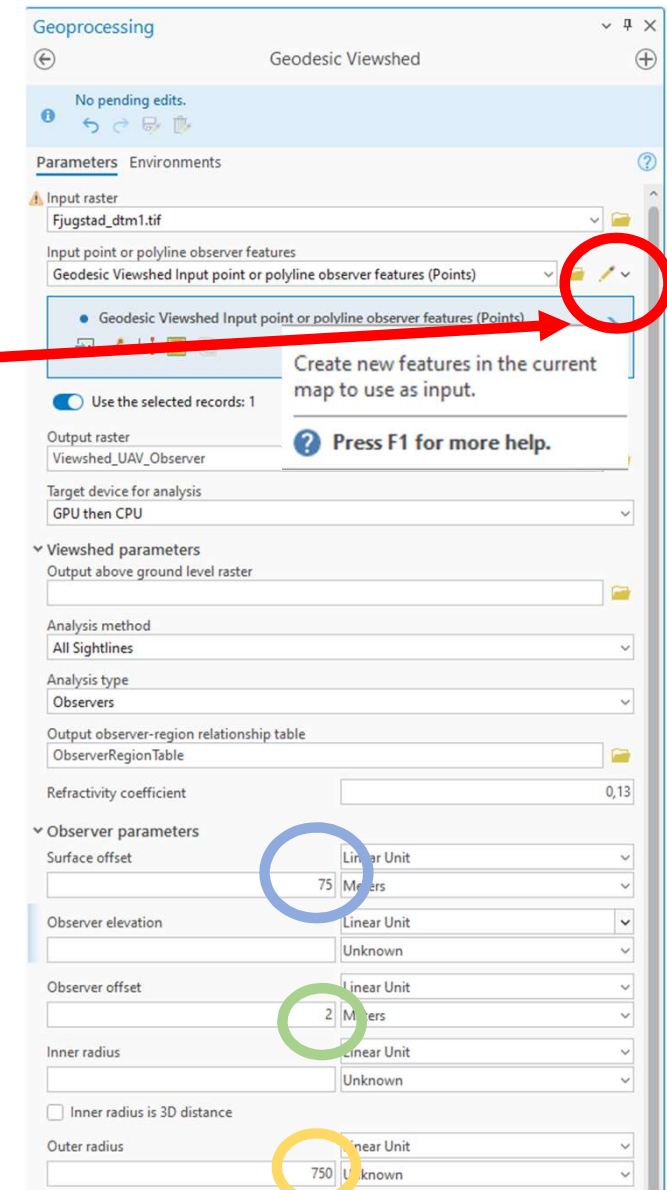 Geoprocessing
Geodesic Viewshed
No pending edits.
Parameters Environments
Input raster
Fjugstad_dtm1.tif
Input point or polyline observer features
Geodesic Viewshed Input point or polyline observer features (Points)
Geodesic Viewshed Input point or polyline observer features (Points)
Create new features in the current
map to use as input.
Press F1 for more help.
Use the selected records: 1
Output raster
Viewshed_UAV_Observer
Target device for analysis
GPU then CPU
Viewshed parameters
Output above ground level raster
Analysis method
All Sightlines
Analysis type
Observers
Output observer-region relationship table
ObserverRegionTable
Refractivity coefficient 0,13
Observer parameters
Surface offset Linear Unit
75 Meters
Observer elevation Linear Unit
Unknown
Observer offset Linear Unit
2 Meters
Inner radius Linear Unit
Unknown
Inner radius is 3D distance
Outer radius Linear Unit
750 Unknown